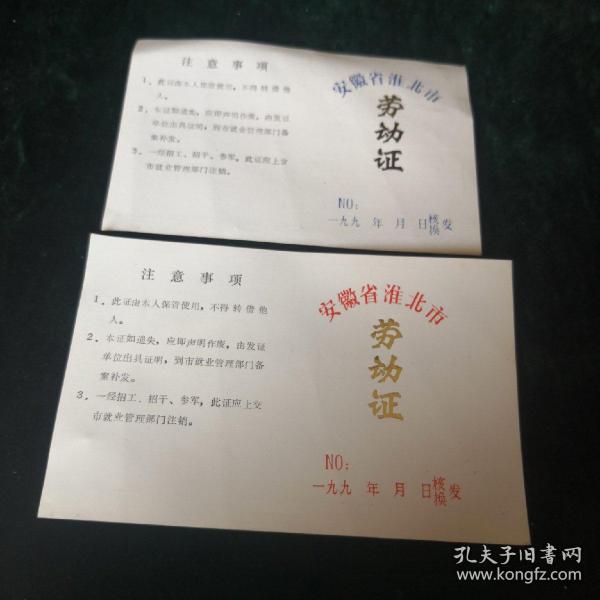 注意事项
1、此证由本人保管使用，不得转借他
人。
2、本证如遗失，应即声明作废，由发证
单位出具证明，到市就业管理部门备
案补发。
3、一经招工、招干、参军，此证应上交
市就业管理部门注销。
安徽省淮北市
劳动证
NO：
一九九 年 月 日核换发
注意事项
1、此证由本人保管使用，不得转借他
人。
2、本证如遗失，应即声明作废，由发证
单位出具证明，到市就业管理部门备
案补发。
3、一经招工、招干、参军，此证应上交
市就业管理部门注销。
安徽省淮北市
劳动证
NO：
一九九 年 月 日核换发
孔夫子旧书网
www.kongfz.com